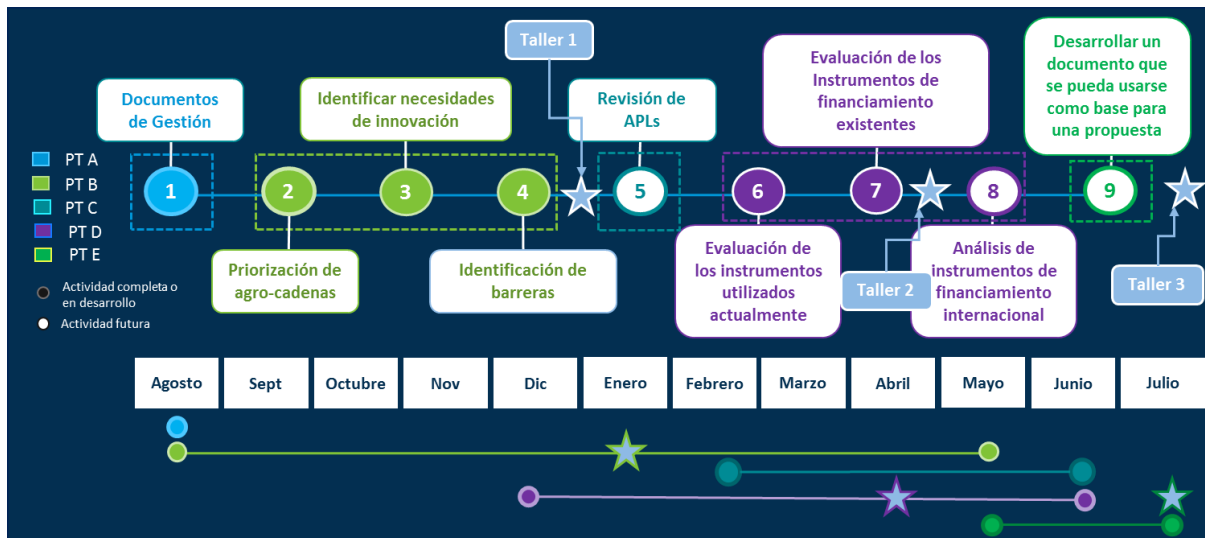 Taller 1
Documentos
de Gestión
Identificar necesidades
de innovación
Revisión de
APLs
Evaluación de los
Instrumentos de
financiamiento
existentes
Desarrollar un
documento que
se pueda usarse
como base para
una propuesta
PT A
PT B
PT C
PT D
PT E
Actividad completa o
en desarrollo
Actividad futura
1
2
3
4
5
6
7
8
9
Priorización de
agro-cadenas
Identificación de
barreras
Evaluación de
los instrumentos
utilizados
actualmente
Taller 2
Análisis de
instrumentos de
financiamiento
internacional
Taller 3
Agosto
Sept
Octubre
Nov
Dic
Enero
Febrero
Marzo
Abril
Mayo
Junio
Julio